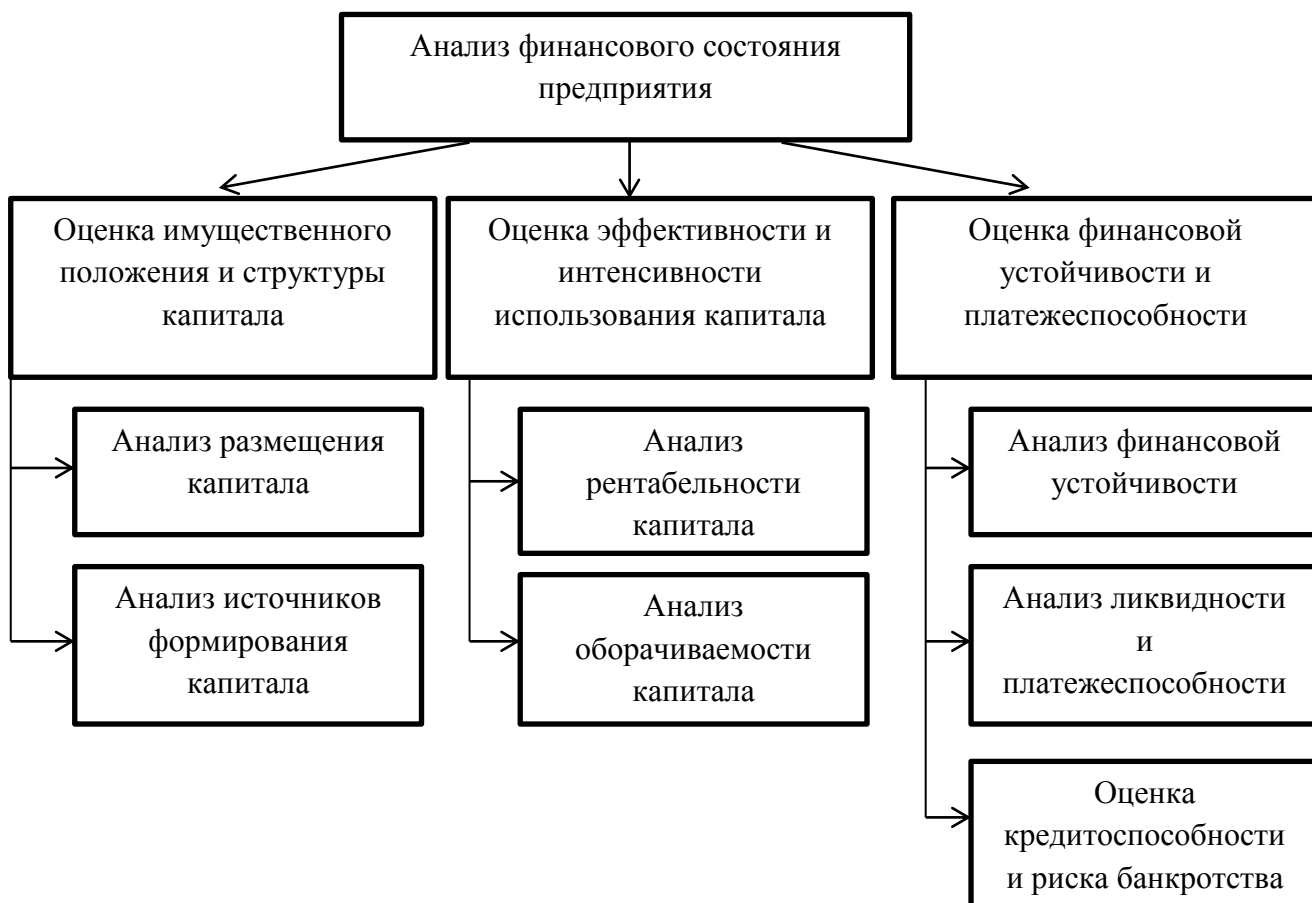 Анализ финансового состояния
предприятия
Оценка имущественного
положения и структуры
капитала
Оценка эффективности и
интенсивности
использования капитала
Оценка финансовой
устойчивости и
платежеспособности
Анализ размещения
капитала
Анализ источников
формирования
капитала
Анализ
рентабельности
капитала
Анализ
оборачиваемости
капитала
Анализ финансовой
устойчивости
Анализ ликвидности
и
платежеспособности
Оценка
кредитоспособности
и риска банкротства